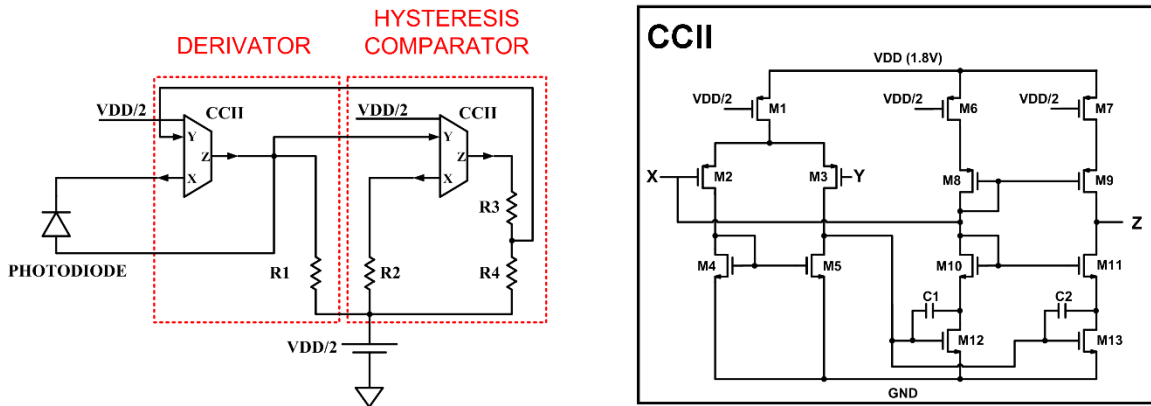 DERIVATOR
HYSTERESIS
COMPARATOR
VDD/2
CCII
Y
Z
X
PHOTODIODE
R1
VDD/2
CCII
Y
Z
X
R2
R3
R4
VDD/2
CCII
VDD (1.8V)
VDD/2
M1
VDD/2
M6
VDD/2
M7
X
M2
M3
Y
M8
M9
Z
M4
M5
M10
M11
C1
C2
M12
M13
GND